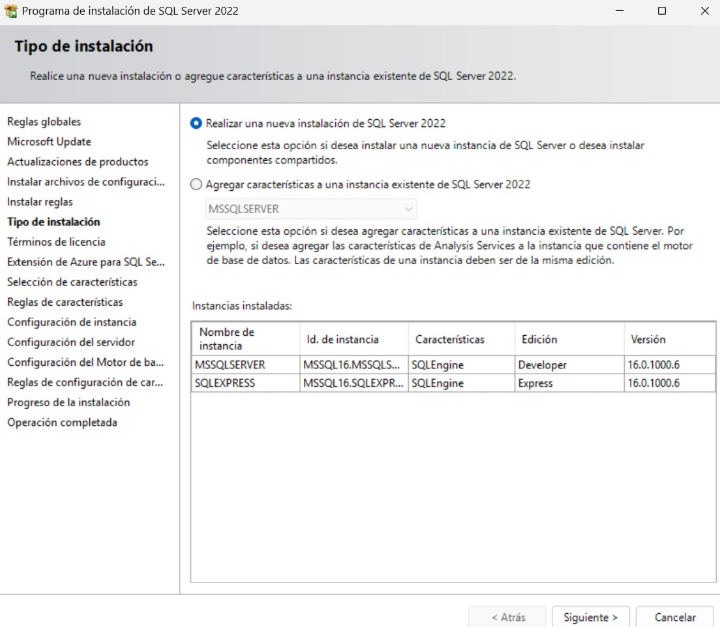 Programa de instalación de SQL Server 2022
Tipo de instalación
Realice una nueva instalación o agregue características a una instancia existente de SQL Server 2022.
Reglas globales
Microsoft Update
Actualizaciones de productos
Instalar archivos de configuraci...
Instalar reglas
Tipo de instalación
Términos de licencia
Extensión de Azure para SQL Se...
Selección de características
Reglas de características
Configuración de instancia
Configuración del servidor
Configuración del Motor de ba...
Reglas de configuración de car...
Progreso de la instalación
Operación completada
Realizar una nueva instalación de SQL Server 2022
Seleccione esta opción si desea instalar una nueva instancia de SQL Server o desea instalar
componentes compartidos.
Agregar características a una instancia existente de SQL Server 2022
MSSQLSERVER
Seleccione esta opción si desea agregar características a una instancia existente de SQL Server. Por
ejemplo, si desea agregar las características de Analysis Services a la instancia que contiene el motor
de base de datos. Las características de una instancia deben ser de la misma edición.
Instancias instaladas:
Nombre de
instancia
Id. de instancia
Características
Edición
Versión
MSSQLSERVER MSSQL16.MSSQLS... SQLEngine Developer 16.0.1000.6
SQLEXPRESS MSSQL16.SQLEXPR... SQLEngine Express 16.0.1000.6
< Atrás
Siguiente >
Cancelar